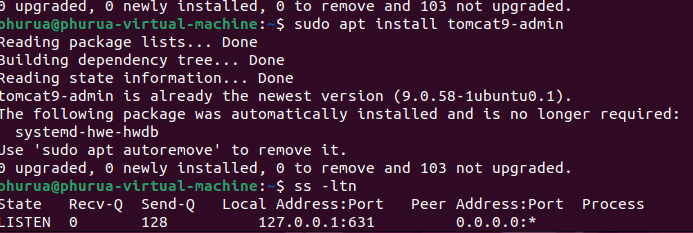 0 upgraded, 0 newly installed, 0 to remove and 103 not upgraded.
phurua@phurua-virtual-machine:~$ sudo apt install tomcat9-admin
Reading package lists... Done
Building dependency tree... Done
Reading state information... Done
tomcat9-admin is already the newest version (9.0.58-1ubuntu0.1).
The following package was automatically installed and is no longer required:
  systemd-hwe-hwdb
Use 'sudo apt autoremove' to remove it.
0 upgraded, 0 newly installed, 0 to remove and 103 not upgraded.
phurua@phurua-virtual-machine:~$ ss -ltn
State   Recv-Q  Send-Q   Local Address:Port   Peer Address:Port  Process
LISTEN  0       128          127.0.0.1:631         0.0.0.0:*